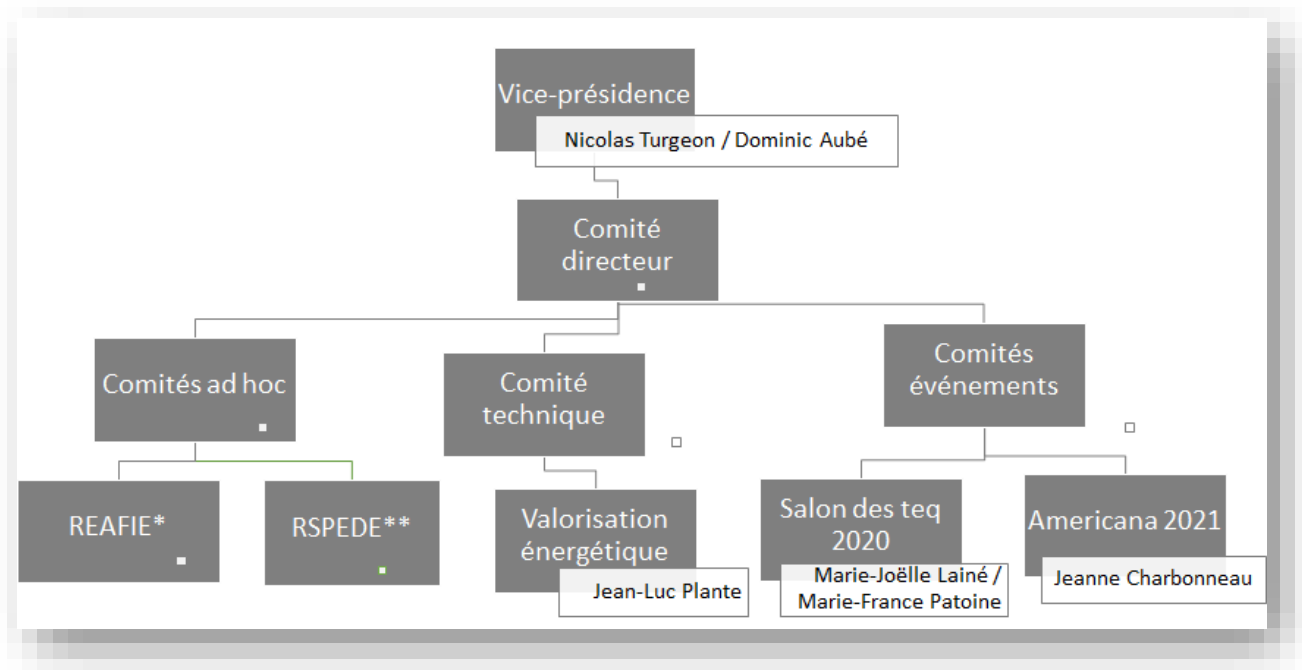 Vice-présidence
Nicolas Turgeon / Dominic Aubé
Comité
directeur
Comités ad hoc
Comité
technique
Comités
événements
REAFIE*
RSPEDE**
Valorisation
énergétique
Jean-Luc Plante
Salon des teq
2020
Marie-Joëlle Lainé /
Marie-France Patoine
Americana 2021
Jeanne Charbonneau